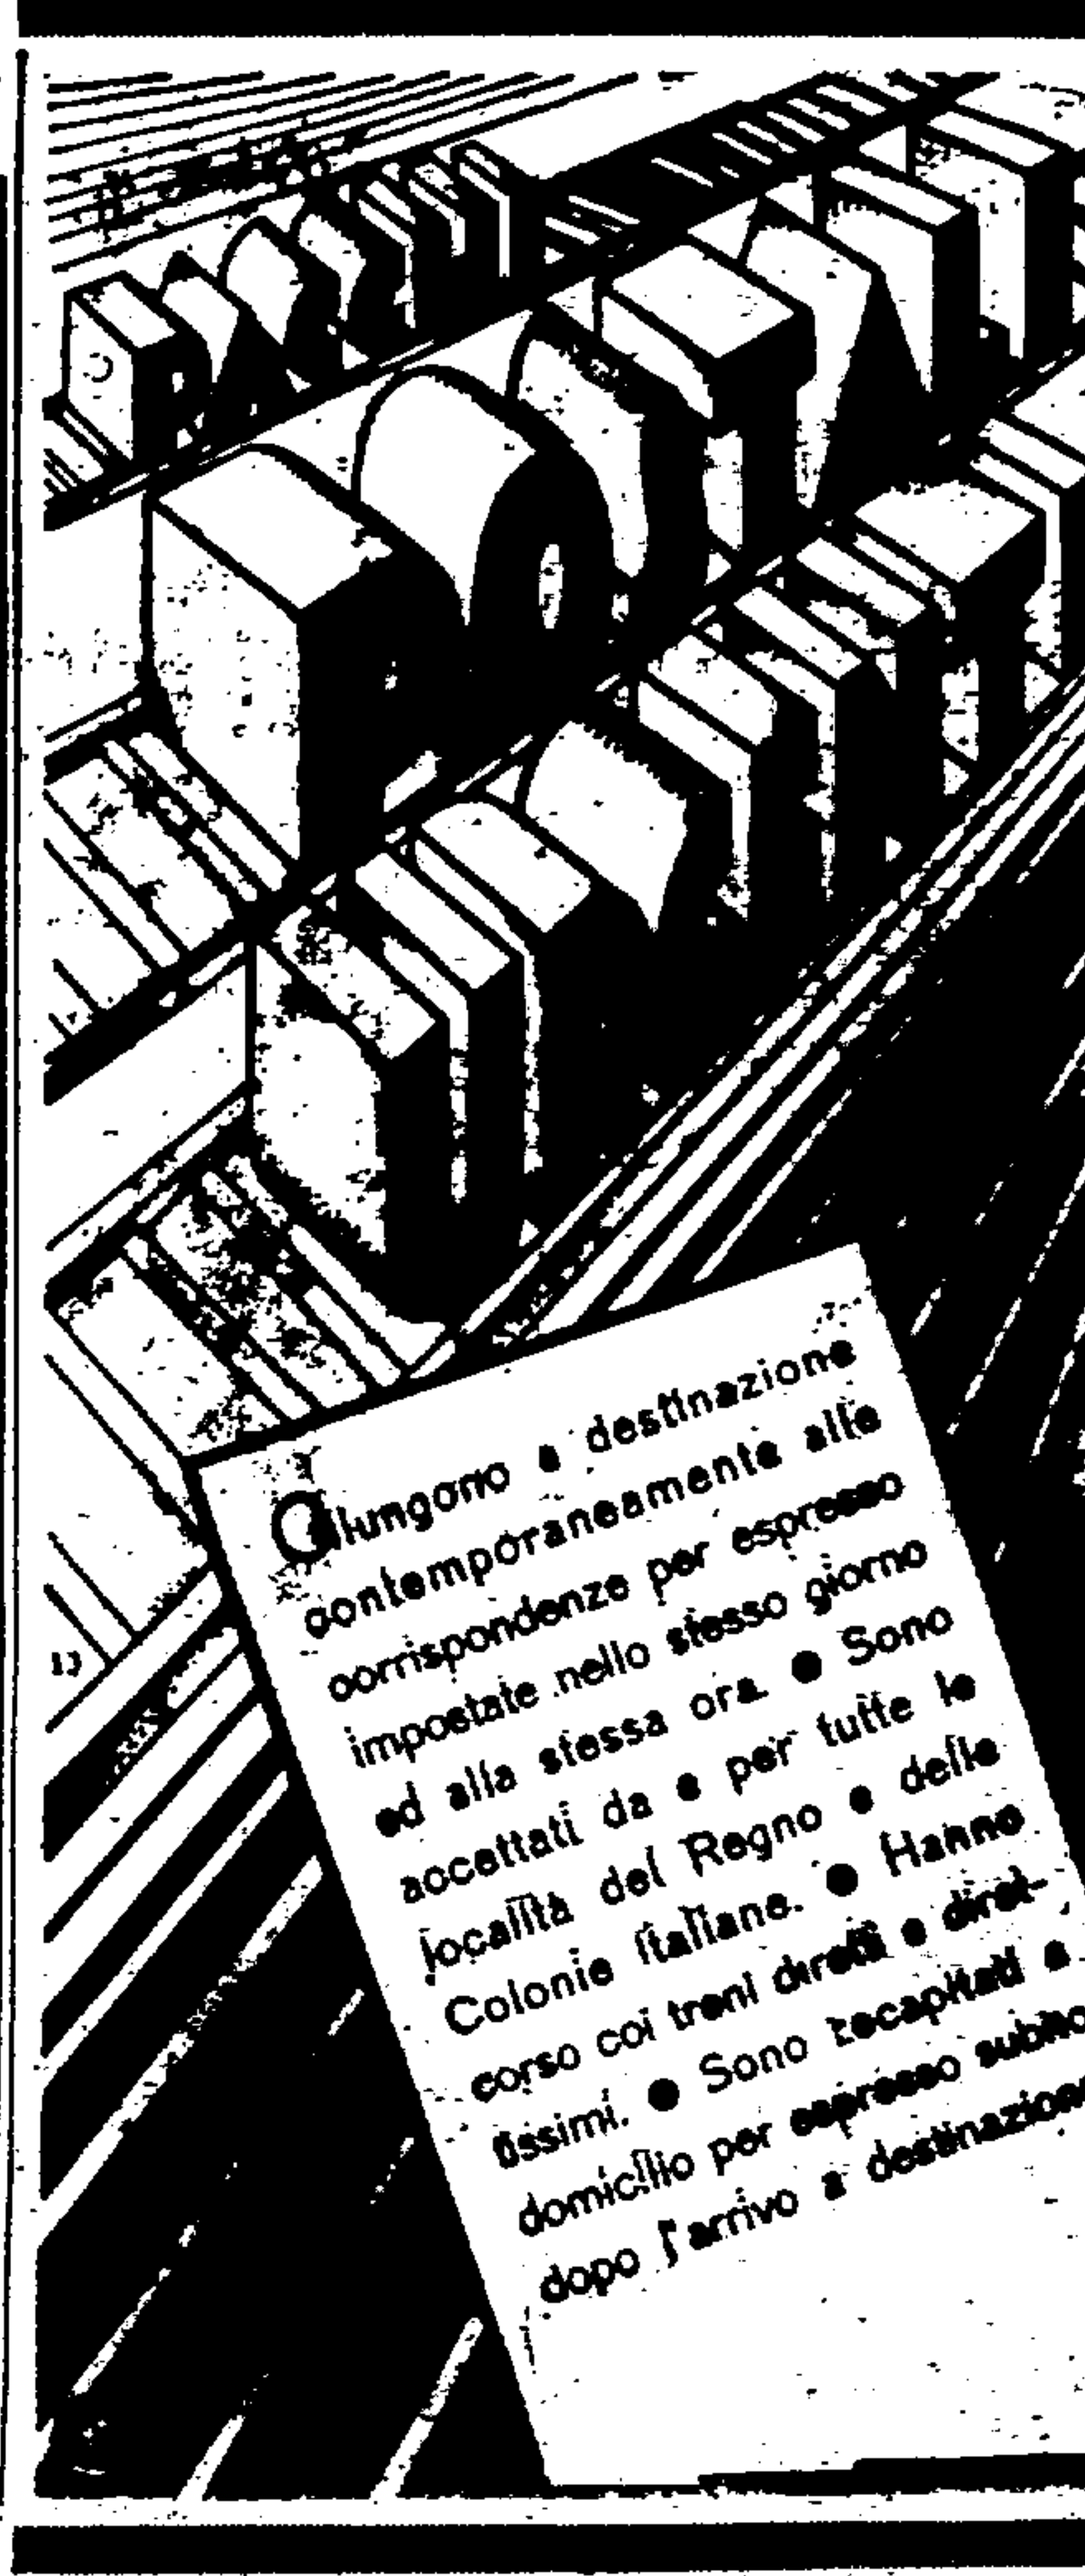 Giungono a destinazione
contemporaneamente alle
corrispondenze per espresso
impostate nello stesso giorno
ed alla stessa ora. ● Sono
accettati da e per tutte le
località del Regno e delle
Colonie italiane. ● Hanno
corso coi treni diretti e diret-
tissimi. ● Sono recapitati a
domicilio per espresso subito
dopo l'arrivo a destinazion
13